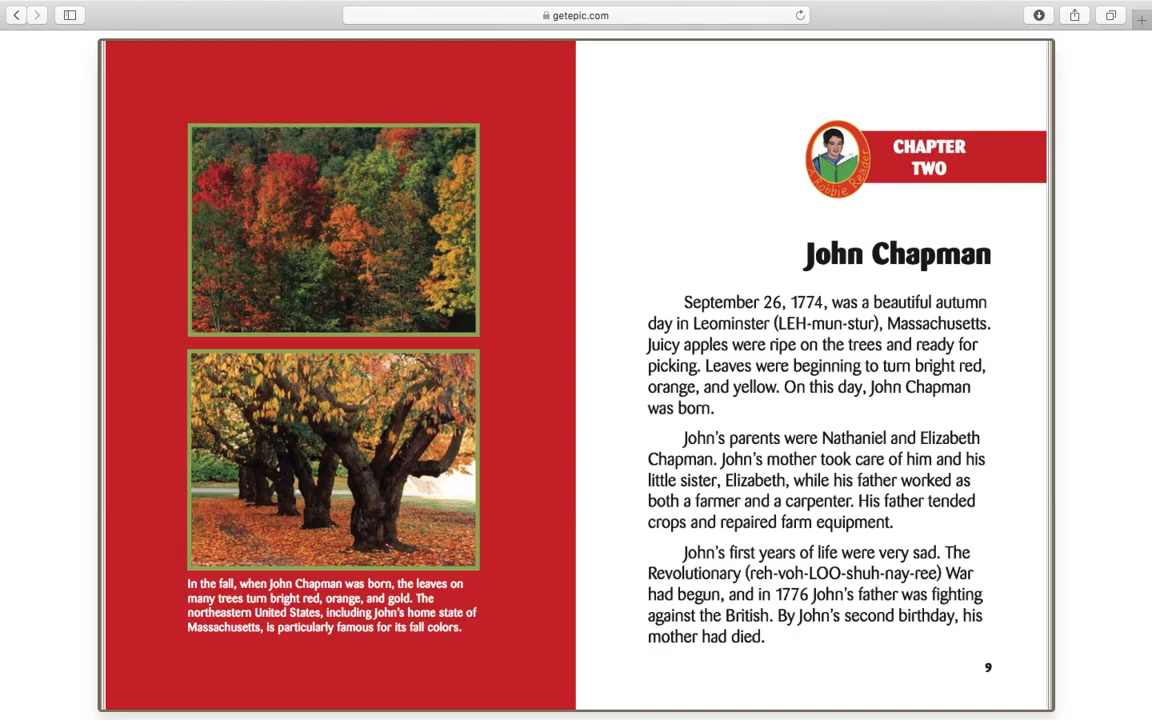 getepic.com
In the fall, when John Chapman was born, the leaves on
many trees turn bright red, orange, and gold. The
northeastern United States, including John's home state of
Massachusetts, is particularly famous for its fall colors.
A Robbie Reader
CHAPTER
TWO
John Chapman
September 26, 1774, was a beautiful autumn
day in Leominster (LEH-mun-stur), Massachusetts.
Juicy apples were ripe on the trees and ready for
picking. Leaves were beginning to turn bright red,
orange, and yellow. On this day, John Chapman
was born.
John's parents were Nathaniel and Elizabeth
Chapman. John's mother took care of him and his
little sister, Elizabeth, while his father worked as
both a farmer and a carpenter. His father tended
crops and repaired farm equipment.
John's first years of life were very sad. The
Revolutionary (reh-voh-LOO-shuh-nay-ree) War
had begun, and in 1776 John's father was fighting
against the British. By John's second birthday, his
mother had died.
9